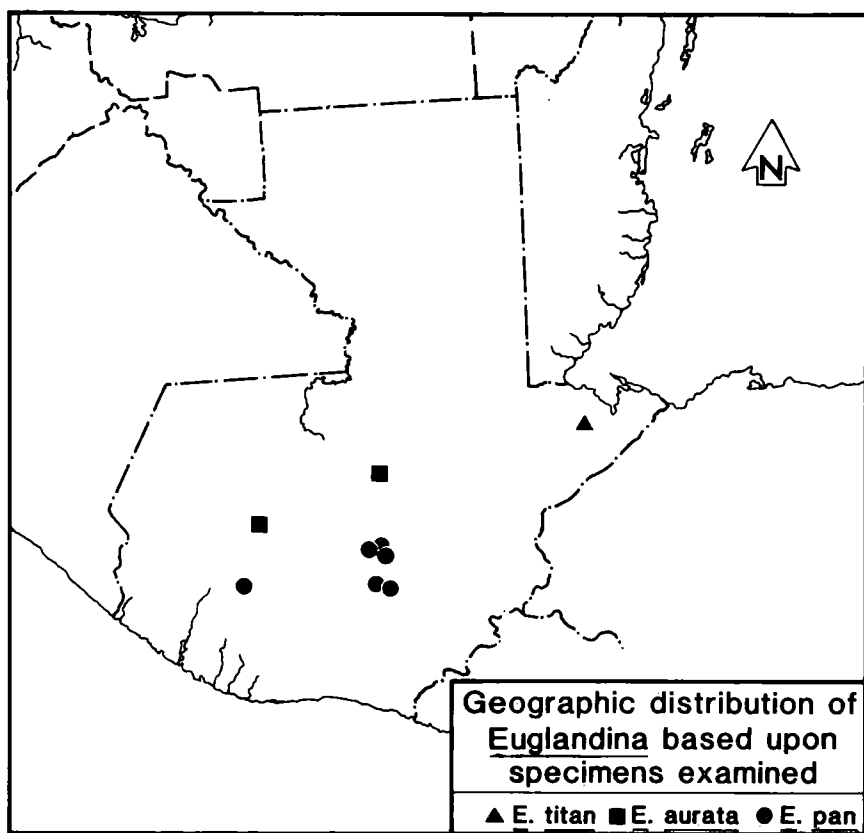 N
Geographic distribution of
Euglandina based upon
specimens examined
▲ E. titan ■ E. aurata ● E. pan